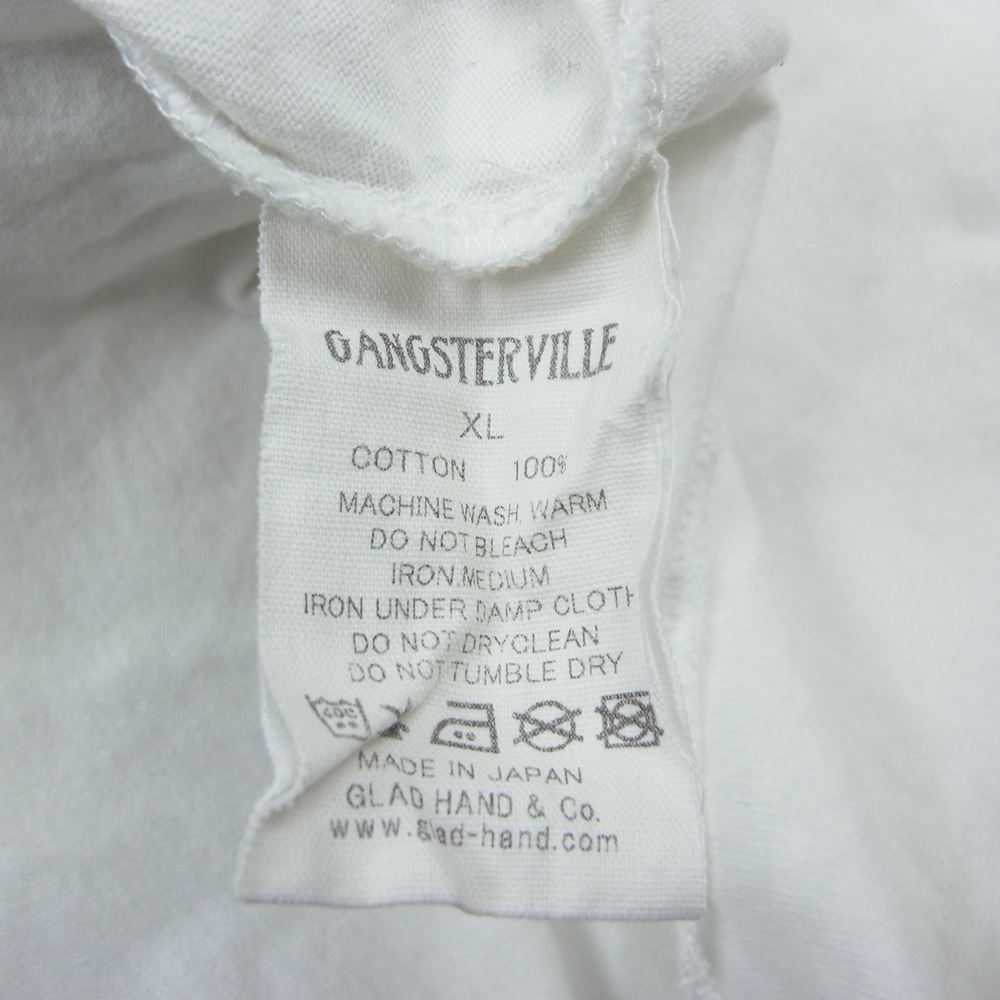 GANGSTERVILLE
XL
COTTON 100%
MACHINE WASH, WARM
DO NOT BLEACH
IRON.MEDIUM
IRON UNDER DAMP CLOTH
DO NOT DRYCLEAN
DO NOT TUMBLE DRY
40C
MADE IN JAPAN
GLAD HAND & Co.
www.glad-hand.com